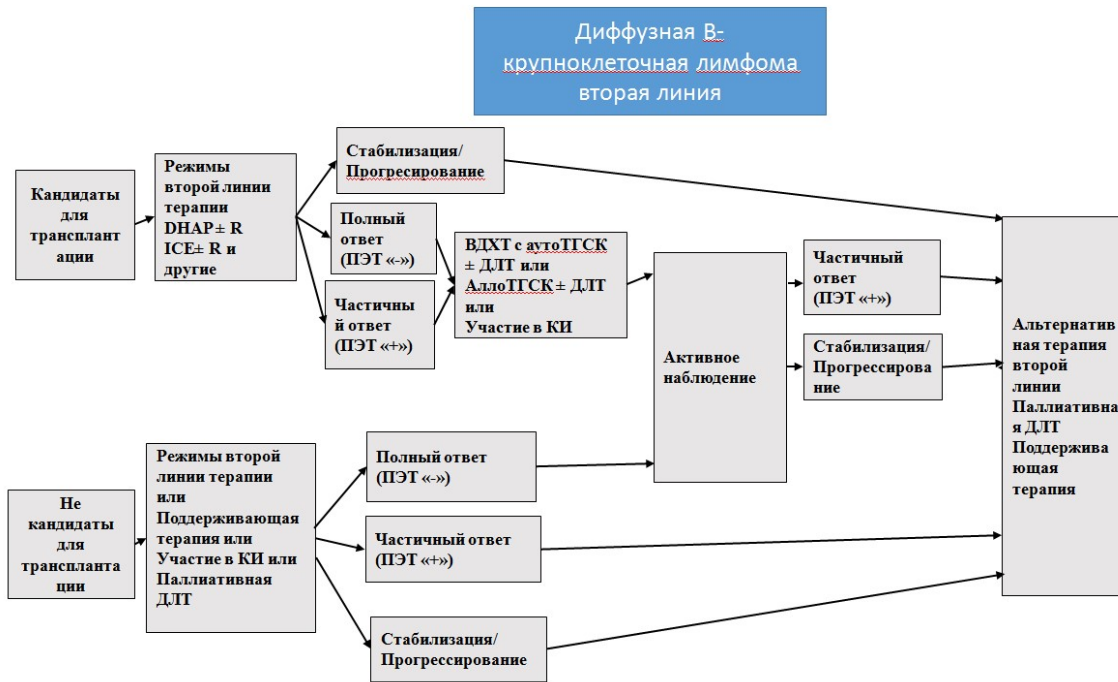 Диффузная В-
крупноклеточная лимфома
вторая линия
Кандидаты
для
трансплант
ации
Режимы
второй линии
терапии
DHAP ± R
ICE± R и
другие
Стабилизация/
Прогресирование
Полный
ответ
(ПЭТ «-»)
Частичны
й ответ
(ПЭТ «+»)
ВДХТ с аутоТГСК
± ДЛТ или
АллоТГСК ± ДЛТ
или
Участие в КИ
Активное
наблюдение
Частичный
ответ
(ПЭТ «+»)
Стабилизация/
Прогрессирова
ние
Альтернатив
ная терапия
второй
линии
Паллиативна
я ДЛТ
Поддержива
ющая
терапия
Не
кандидаты
для
транспланта
ции
Режимы второй
линии терапии
или
Поддерживающая
терапия или
Участие в КИ или
Паллиативная
ДЛТ
Полный ответ
(ПЭТ «-»)
Частичный ответ
(ПЭТ «+»)
Стабилизация/
Прогрессирование